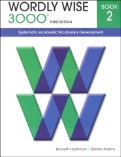 WORDLY WISE
3000® THIRD EDITION
BOOK
2
Systematic Academic Vocabulary Development
Kenneth Hodkinson | Sandra Adams